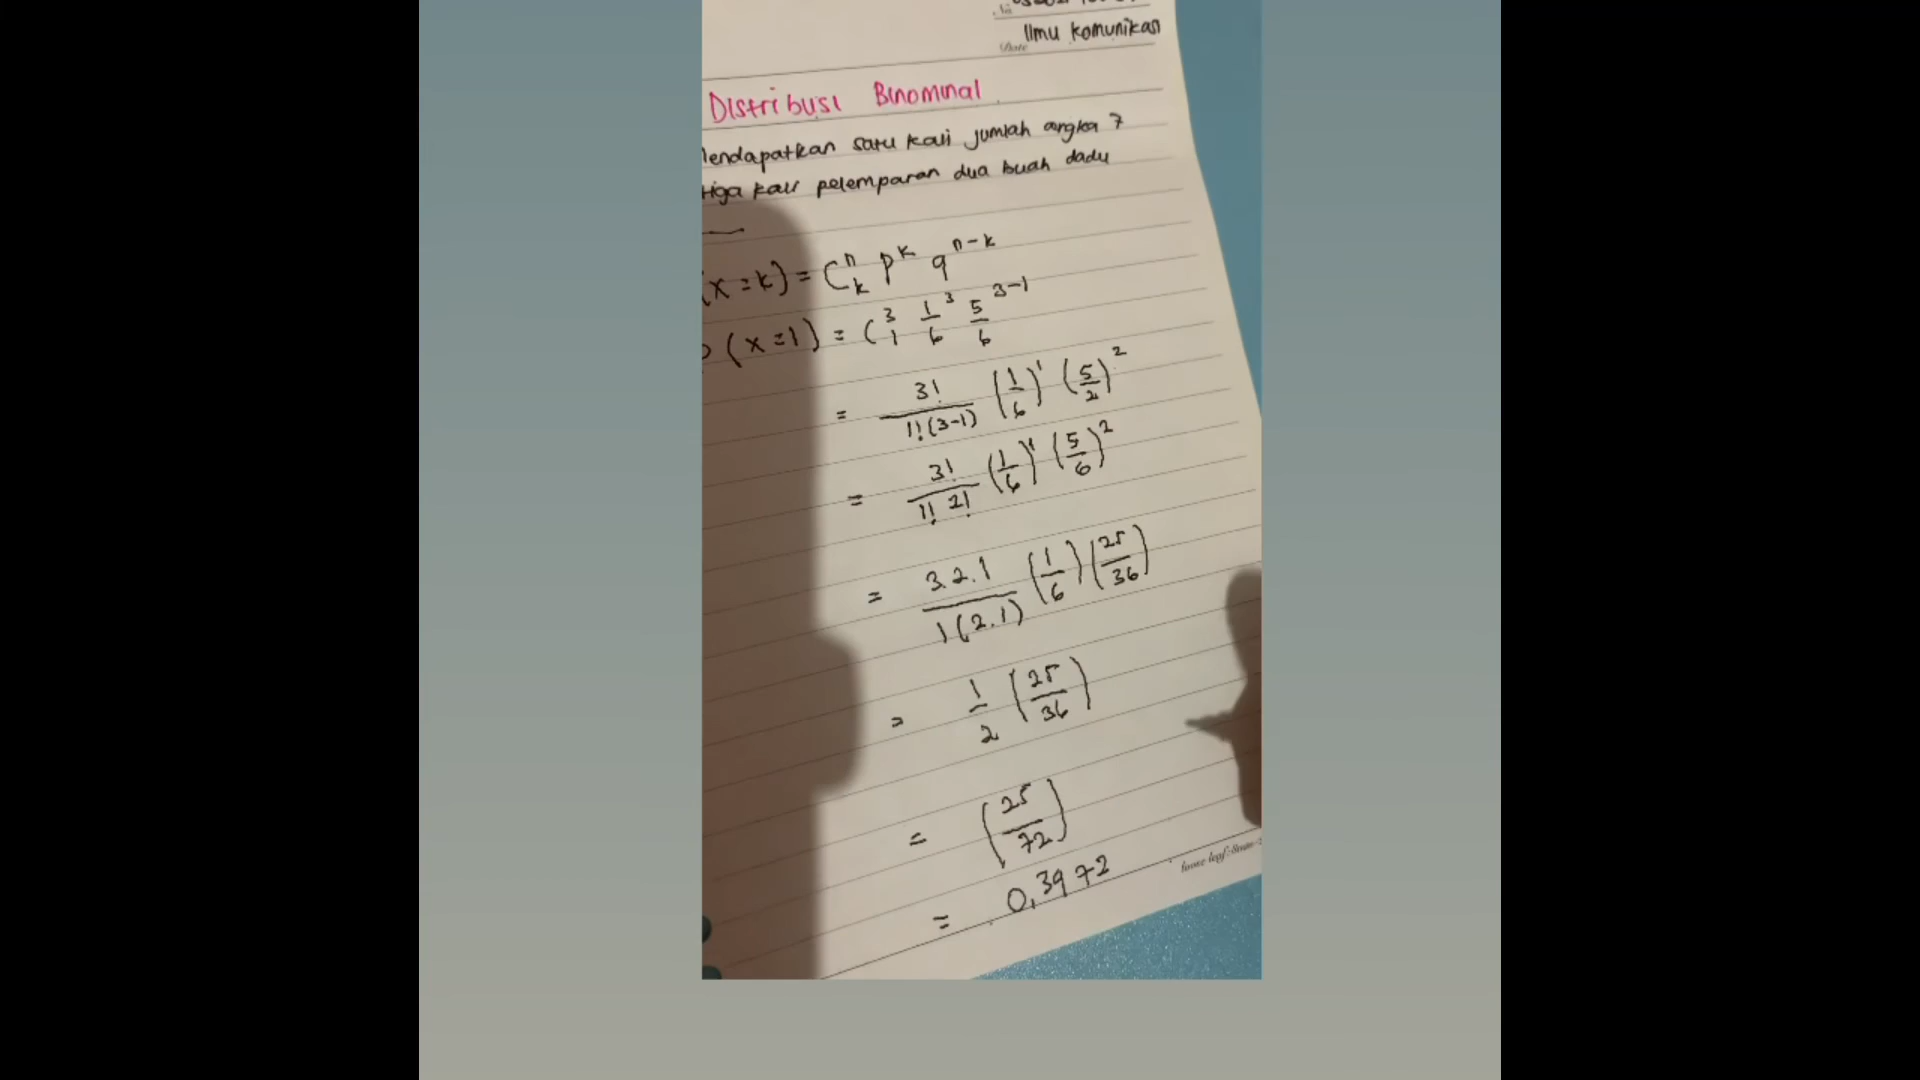 Ilmu komunikasi
Date
Distribusi Binominal
satu kali jumlah angka 7
kali pelemparan dua buah dadu
(x=k) = C^n_k P^k q^{n-k}
(x=1) = C^3_1 1/6^3 5/6^{3-1}
= 3!/1!(3-1) (1/6)^1 (5/2)^2
= 3!/1! 2! (1/6)^1 (5/6)^2
= 3.2.1/1(2.1) (1/6) (25/36)
= 1/2 (25/36)
= (25/72)
= 0,3972